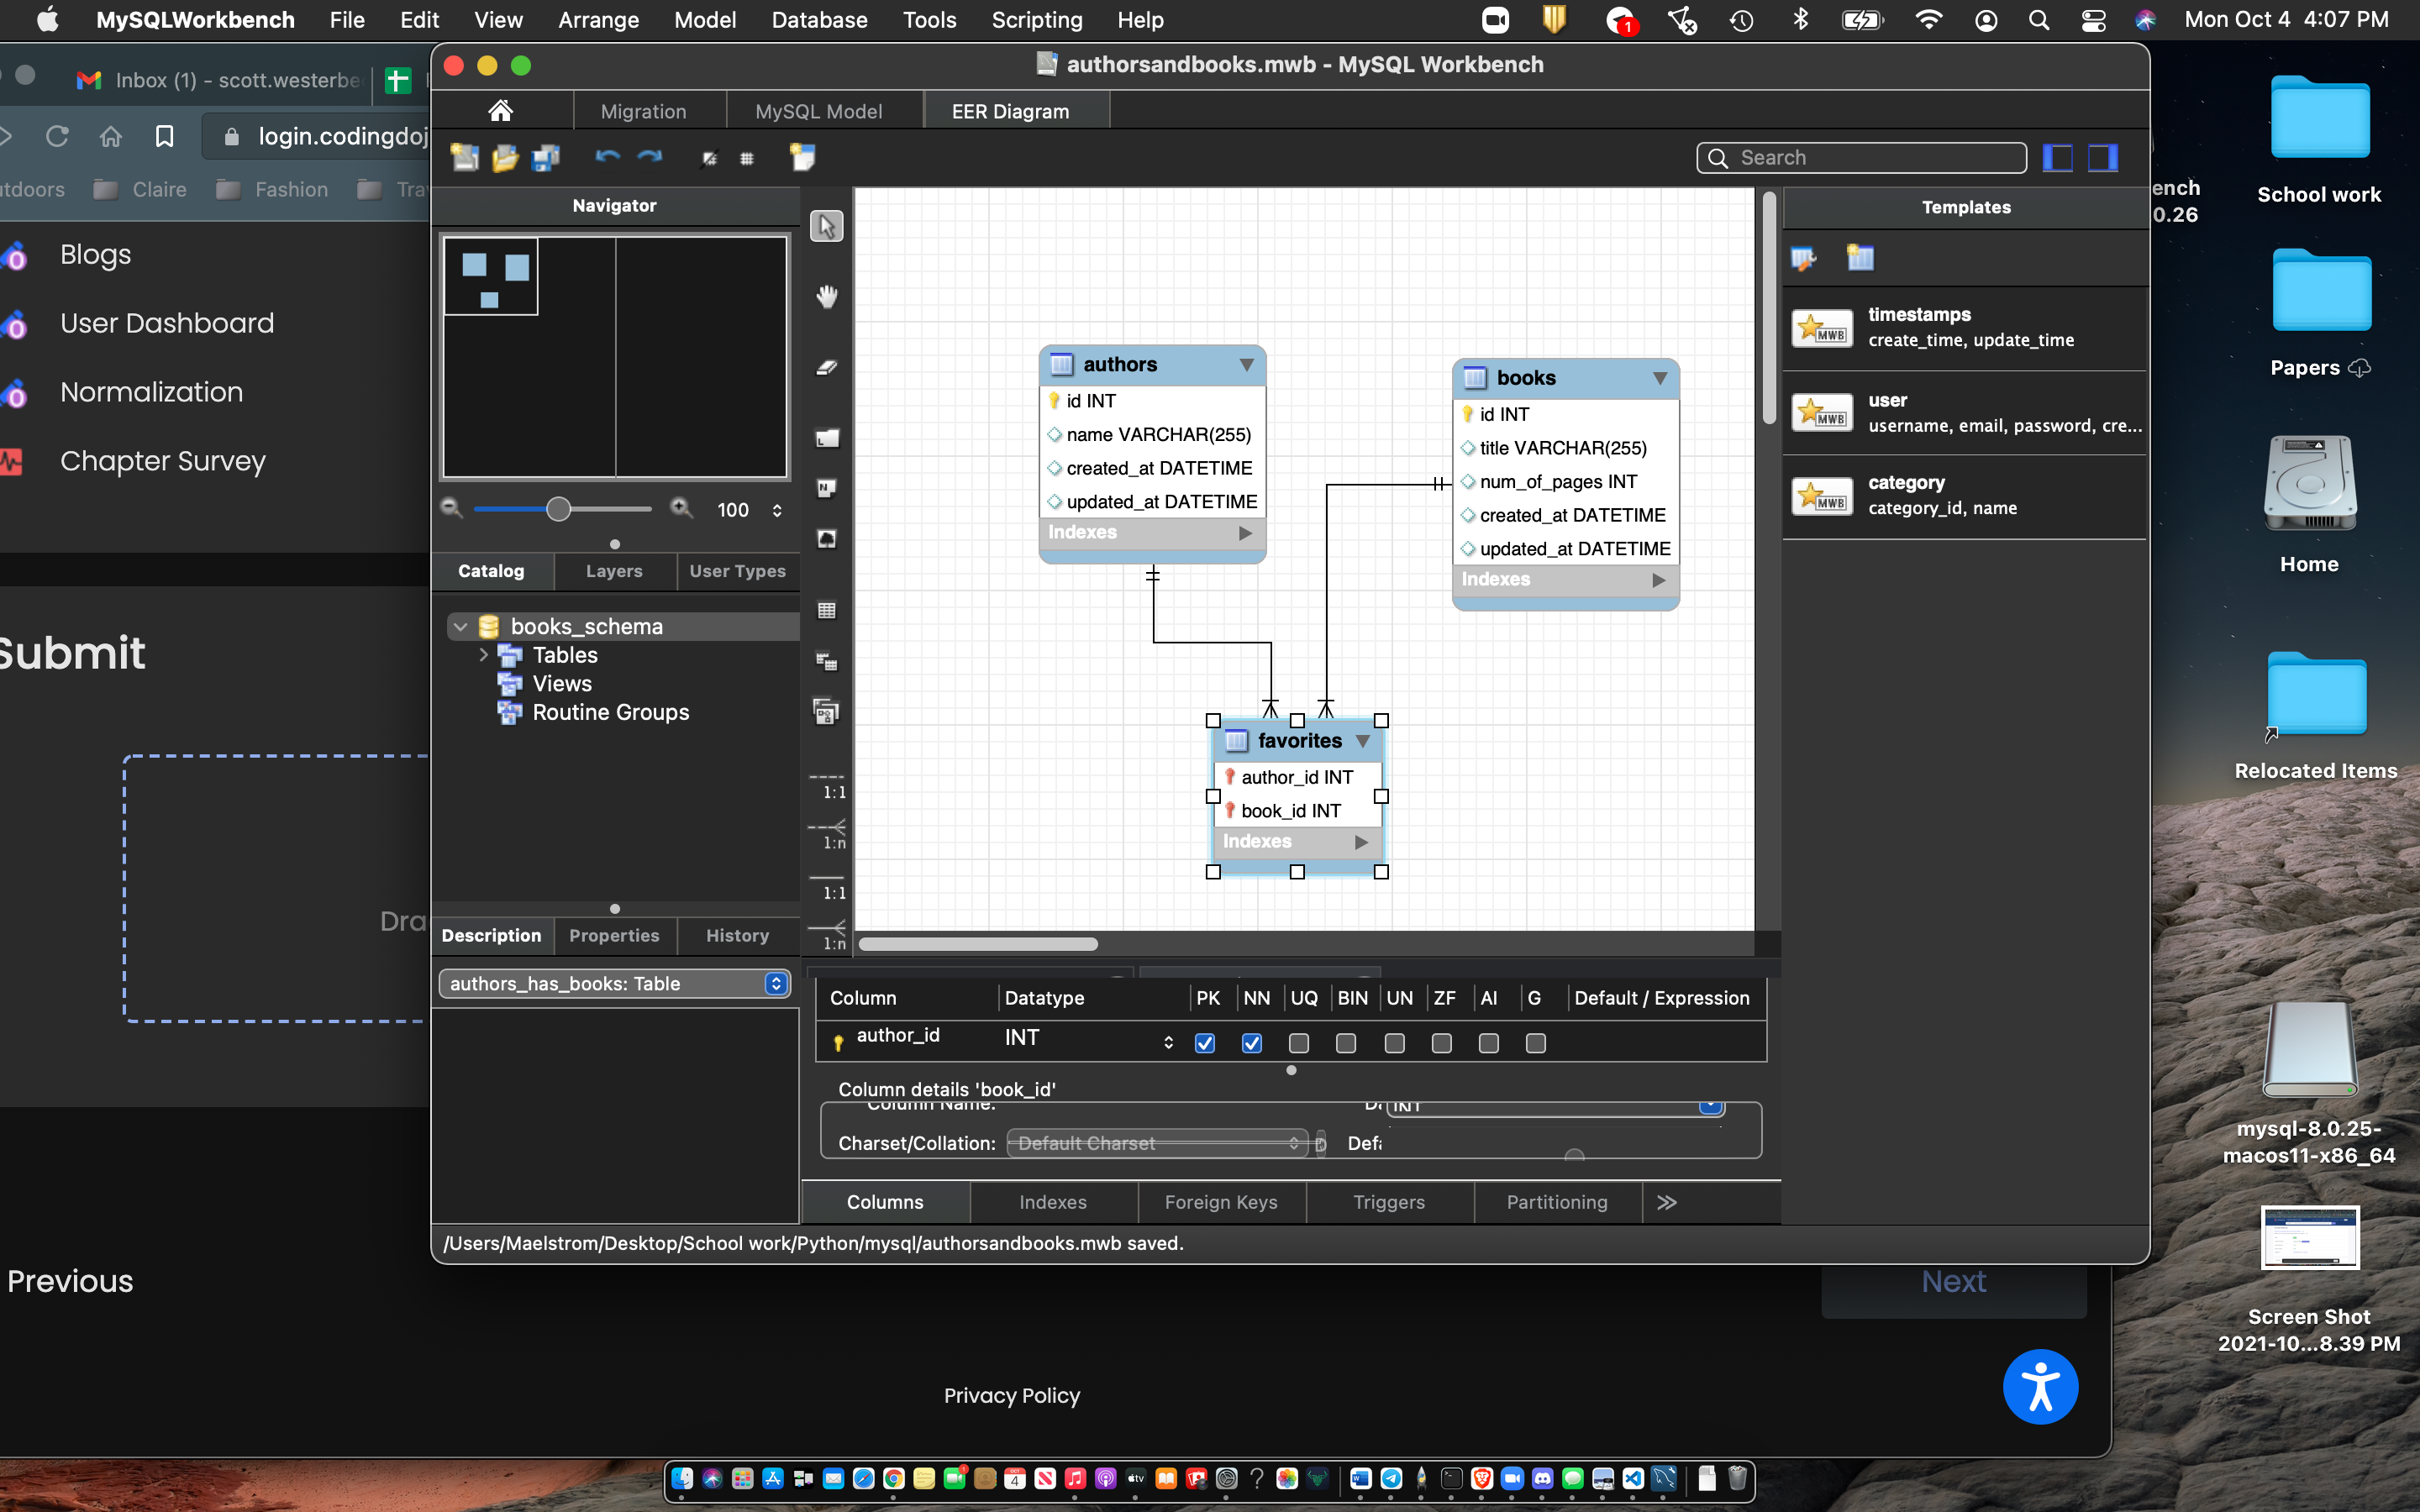 MySQLWorkbench File Edit View Arrange Model Database Tools Scripting Help
1
Mon Oct 4 4:07 PM
Inbox (1) - scott.westerbe
login.codingdoj
tdoors
Claire
Fashion
Tra
Blogs
User Dashboard
Normalization
Chapter Survey
Submit
Dra
Previous
Next
Privacy Policy
authorsandbooks.mwb - MySQL Workbench
Migration
MySQL Model
EER Diagram
Search
Navigator
100
Catalog
Layers
User Types
books_schema
Tables
Views
Routine Groups
Description
Properties
History
authors_has_books: Table
1:1
1:n
1:1
1:n
authors
id INT
name VARCHAR(255)
created_at DATETIME
updated_at DATETIME
Indexes
books
id INT
title VARCHAR(255)
num_of_pages INT
created_at DATETIME
updated_at DATETIME
Indexes
favorites
author_id INT
book_id INT
Indexes
Templates
timestamps
create_time, update_time
user
username, email, password, cre...
category
category_id, name
Column Datatype PK NN UQ BIN UN ZF AI G Default / Expression
author_id INT
Column details 'book_id'
Column Name:
INT
Charset/Collation: Default Charset
Defa
Columns
Indexes
Foreign Keys
Triggers
Partitioning
/Users/Maelstrom/Desktop/School work/Python/mysql/authorsandbooks.mwb saved.
ench
0.26
School work
Papers
Home
Relocated Items
mysql-8.0.25-
macos11-x86_64
Screen Shot
2021-10...8.39 PM